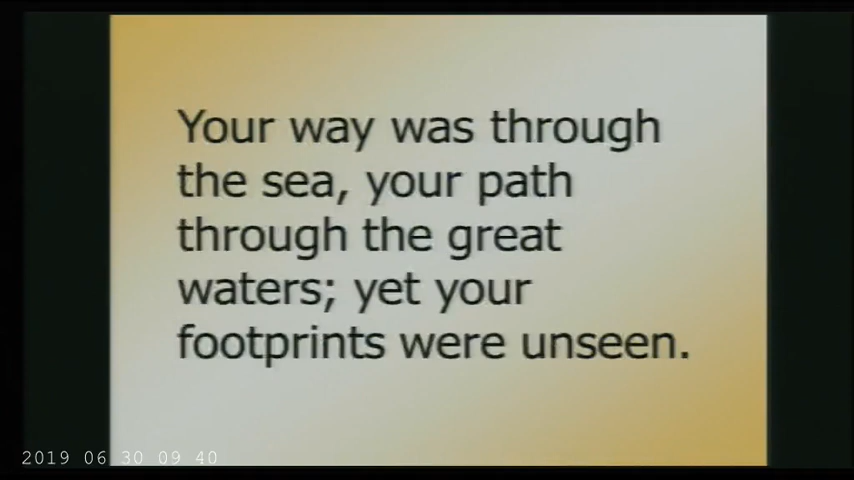 Your way was through
the sea, your path
through the great
waters; yet your
footprints were unseen.
2019 06 30 09 40